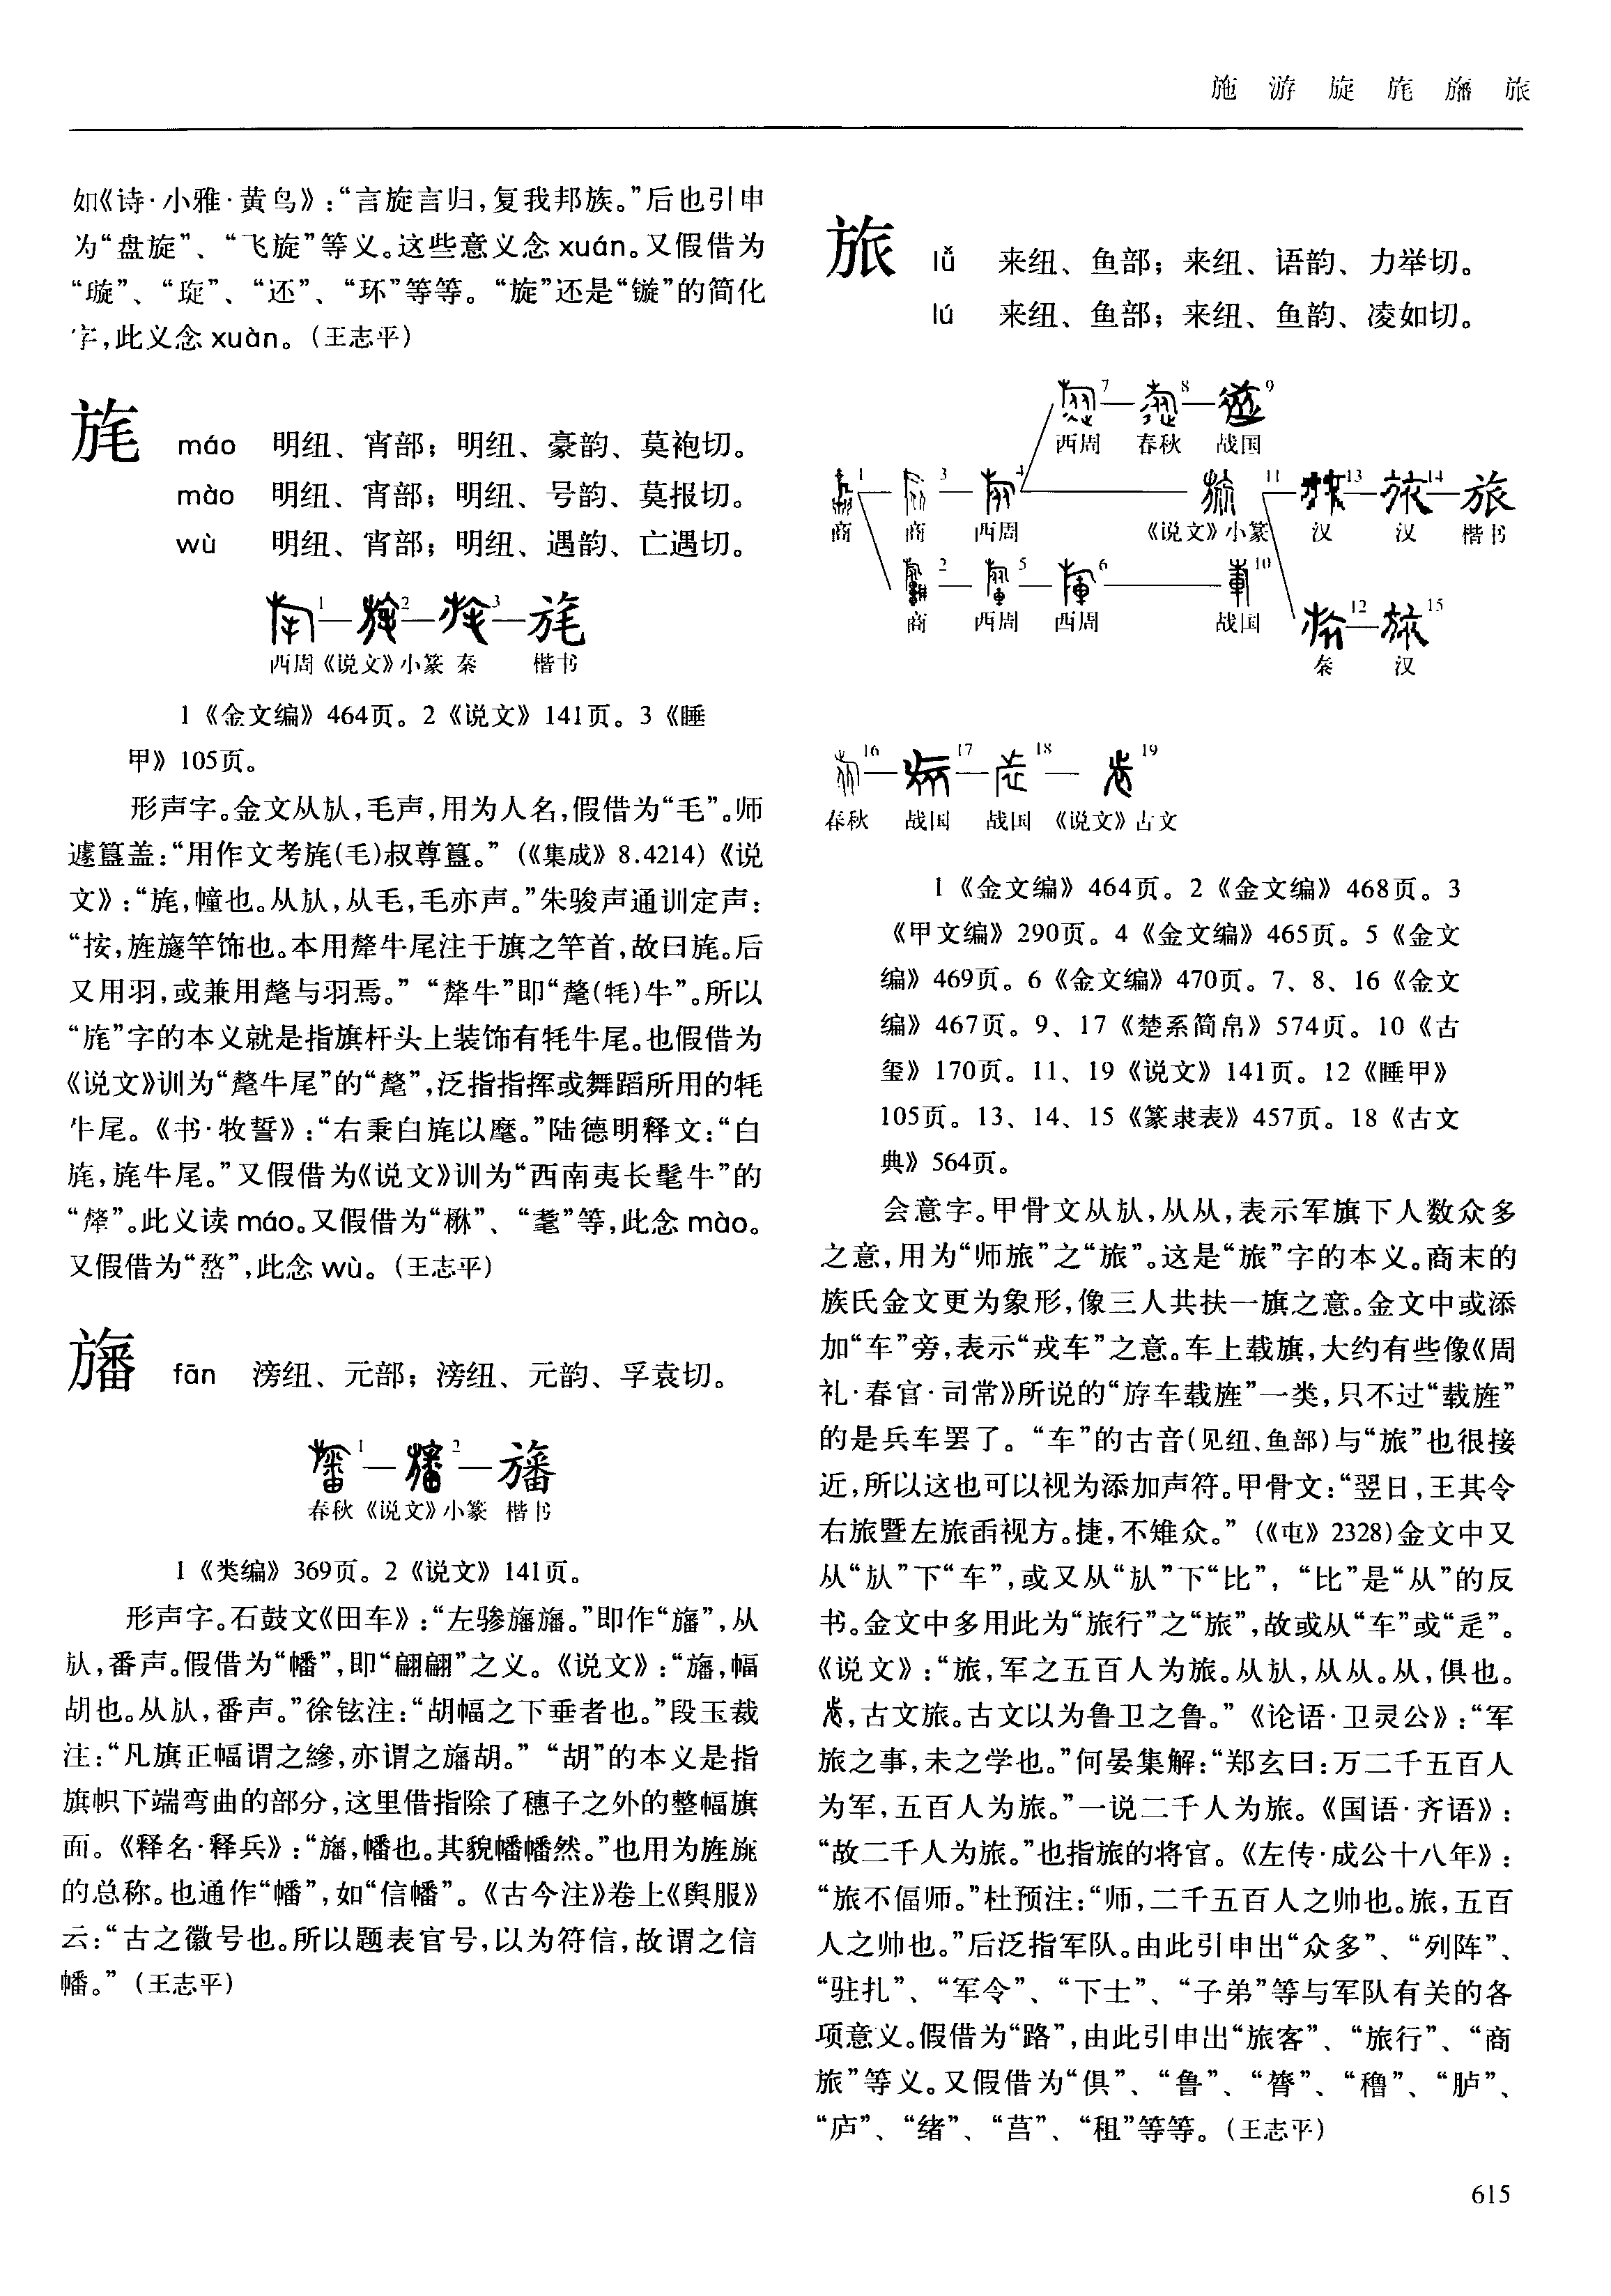 施 游 旋 旄 旛 旅
如《诗·小雅·黄鸟》:“言旋言归,复我邦族。”后也引申
为“盘旋”、“飞旋”等义。这些意义念 xuán。又假借为
“璇”、“琁”、“还”、“环”等等。“旋”还是“镟”的简化
字,此义念 xuàn。(王志平)
旄 máo 明纽、宵部;明纽、豪韵、莫袍切。
mào 明纽、宵部;明纽、号韵、莫报切。
wù 明纽、宵部;明纽、遇韵、亡遇切。
1 2 3 旄
西周 《说文》小篆 秦 楷书
1《金文编》464页。2《说文》141页。3《睡
甲》105页。
形声字。金文从㫃,毛声,用为人名,假借为“毛”。师
遽簋盖:“用作文考旄(毛)叔尊簋。”(《集成》8.4214)《说
文》:“旄,幢也。从㫃,从毛,毛亦声。”朱骏声通训定声:
“按,旌旞竿饰也。本用犛牛尾注于旗之竿首,故曰旄。后
又用羽,或兼用氂与羽焉。”“犛牛”即“氂(牦)牛”。所以
“旄”字的本义就是指旗杆头上装饰有牦牛尾。也假借为
《说文》训为“氂牛尾”的“氂”,泛指指挥或舞蹈所用的牦
牛尾。《书·牧誓》:“右秉白旄以麾。”陆德明释文:“白
旄,旄牛尾。”又假借为《说文》训为“西南夷长髦牛”的
“犛”。此义读 máo。又假借为“楙”、“耄”等,此念 mào。
又假借为“嵍”,此念 wù。(王志平)
旛 fān 滂纽、元部;滂纽、元韵、孚袁切。
1 2 旛
春秋 《说文》小篆 楷书
1《类编》369页。2《说文》141页。
形声字。石鼓文《田车》:“左骖旛旛。”即作“旛”,从
㫃,番声。假借为“幡”,即“翩翩”之义。《说文》:“旛,幅
胡也。从㫃,番声。”徐铉注:“胡幅之下垂者也。”段玉裁
注:“凡旗正幅谓之縿,亦谓之旛胡。”“胡”的本义是指
旗帜下端弯曲的部分,这里借指除了穗子之外的整幅旗
面。《释名·释兵》:“旛,幡也。其貌幡幡然。”也用为旌旐
的总称。也通作“幡”,如“信幡”。《古今注》卷上《舆服》
云:“古之徽号也。所以题表官号,以为符信,故谓之信
幡。”(王志平)
旅 lǚ 来纽、鱼部;来纽、语韵、力举切。
lú 来纽、鱼部;来纽、鱼韵、凌如切。
7 8 9
西周 春秋 战国
1 3 4 11 13 14 旅
商 商 西周 《说文》小篆 汉 汉 楷书
2 5 6 10
商 西周 西周 战国
12 15
秦 汉
16 17 18 19
春秋 战国 战国 《说文》古文
1《金文编》464页。2《金文编》468页。3
《甲文编》290页。4《金文编》465页。5《金文
编》469页。6《金文编》470页。7、8、16《金文
编》467页。9、17《楚系简帛》574页。10《古
玺》170页。11、19《说文》141页。12《睡甲》
105页。13、14、15《篆隶表》457页。18《古文
典》564页。
会意字。甲骨文从㫃,从从,表示军旗下人数众多
之意,用为“师旅”之“旅”。这是“旅”字的本义。商末的
族氏金文更为象形,像三人共扶一旗之意。金文中或添
加“车”旁,表示“戎车”之意。车上载旗,大约有些像《周
礼·春官·司常》所说的“斿车载旌”一类,只不过“载旌”
的是兵车罢了。“车”的古音(见纽、鱼部)与“旅”也很接
近,所以这也可以视为添加声符。甲骨文:“翌日,王其令
右旅暨左旅视方。捷,不雉众。”(《屯》2328)金文中又
从“㫃”下“车”,或又从“㫃”下“比”,“比”是“从”的反
书。金文中多用此为“旅行”之“旅”,故或从“车”或“辵”。
《说文》:“旅,军之五百人为旅。从㫃,从从。从,俱也。
,古文旅。古文以为鲁卫之鲁。”《论语·卫灵公》:“军
旅之事,未之学也。”何晏集解:“郑玄曰:万二千五百人
为军,五百人为旅。”一说二千人为旅。《国语·齐语》:
“故二千人为旅。”也指旅的将官。《左传·成公十八年》:
“旅不偪师。”杜预注:“师,二千五百人之帅也。旅,五百
人之帅也。”后泛指军队。由此引申出“众多”、“列阵”、
“驻扎”、“军令”、“下士”、“子弟”等与军队有关的各
项意义。假借为“路”,由此引申出“旅客”、“旅行”、“商
旅”等义。又假借为“俱”、“鲁”、“膂”、“穞”、“胪”、
“庐”、“绪”、“莒”、“租”等等。(王志平)
615